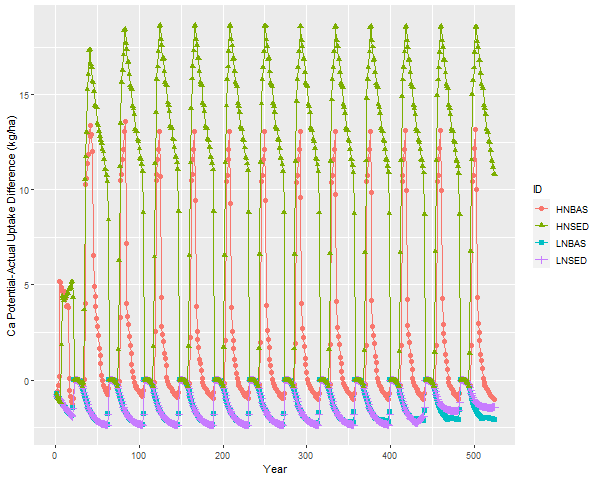 Ca Potential-Actual Uptake Difference (kg/ha)
15
10
5
0
0
100
200
300
400
500
Year
ID
HNBAS
HNSED
LNBAS
LNSED